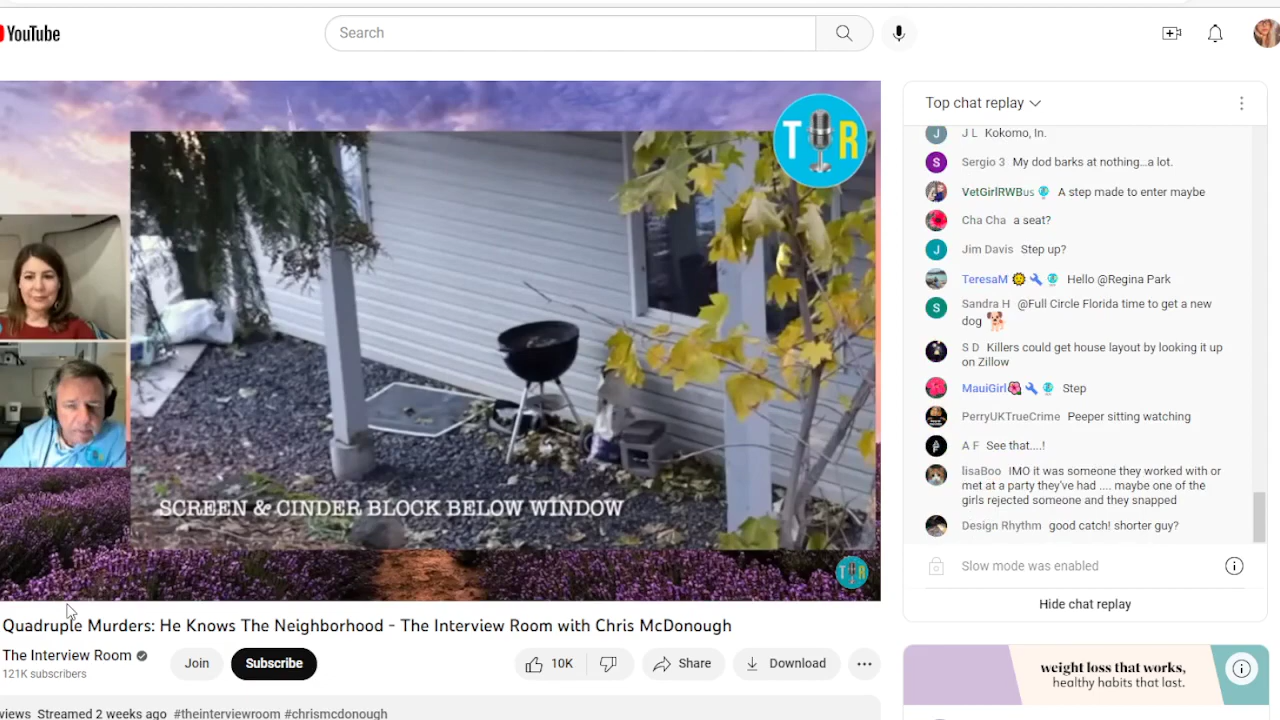 YouTube
Search
T R
SCREEN & CINDER BLOCK BELOW WINDOW
T R
Quadruple Murders: He Knows The Neighborhood - The Interview Room with Chris McDonough
The Interview Room
121K subscribers
Join
Subscribe
10K
Share
Download
views Streamed 2 weeks ago #theinterviewroom #chrismcdonough
Top chat replay
J
J L Kokomo, In.
S
Sergio 3 My dod barks at nothing...a lot.
VetGirlRWBus A step made to enter maybe
Cha Cha a seat?
J
Jim Davis Step up?
TeresaM Hello @Regina Park
S
Sandra H @Full Circle Florida time to get a new
dog
S D Killers could get house layout by looking it up
on Zillow
MauiGirl Step
PerryUKTrueCrime Peeper sitting watching
A F See that....!
lisaBoo IMO it was someone they worked with or
met at a party they've had .... maybe one of the
girls rejected someone and they snapped
Design Rhythm good catch! shorter guy?
Slow mode was enabled
Hide chat replay
weight loss that works,
healthy habits that last.